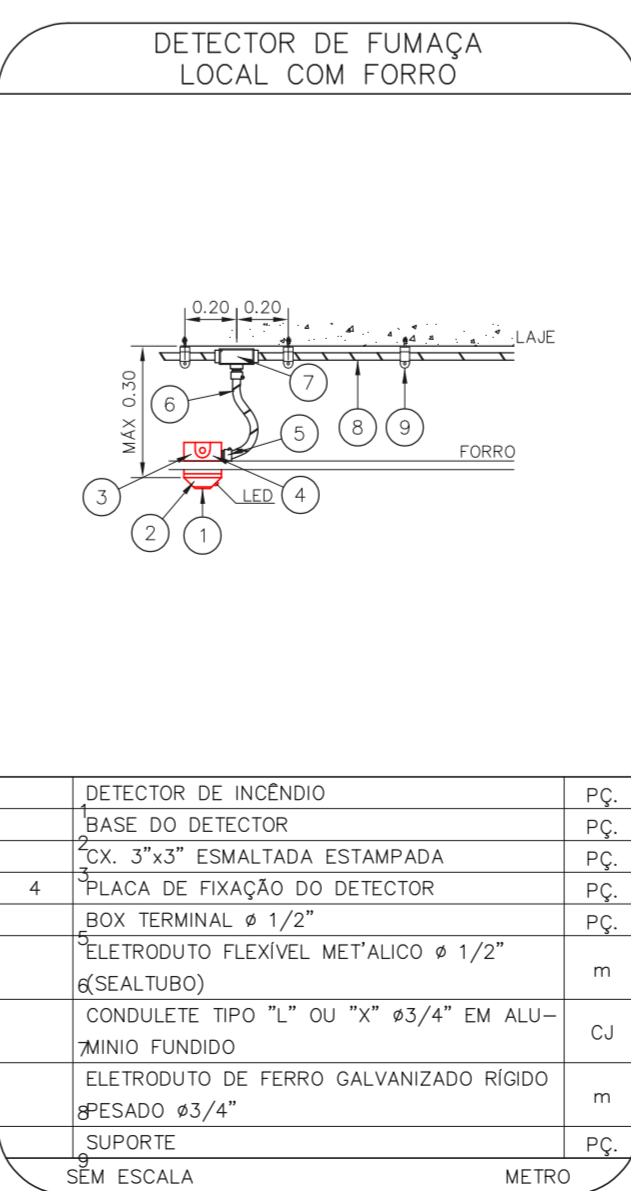 DETECTOR DE FUMAÇA
LOCAL COM FORRO
0.20 0.20
LAJE
MÁX 0.30
7
6
8
9
5
FORRO
3
LED
4
2
1
DETECTOR DE INCÊNDIO PÇ.
1
BASE DO DETECTOR PÇ.
2
CX. 3”x3” ESMALTADA ESTAMPADA PÇ.
3
4 PLACA DE FIXAÇÃO DO DETECTOR PÇ.
BOX TERMINAL ø 1/2” PÇ.
5
ELETRODUTO FLEXÍVEL MET’ALICO ø 1/2”
m
6 (SEALTUBO)
CONDULETE TIPO ”L” OU ”X” ø3/4” EM ALU–
CJ
7 MINIO FUNDIDO
ELETRODUTO DE FERRO GALVANIZADO RÍGIDO
m
8 PESADO ø3/4”
SUPORTE PÇ.
9
SEM ESCALA METRO